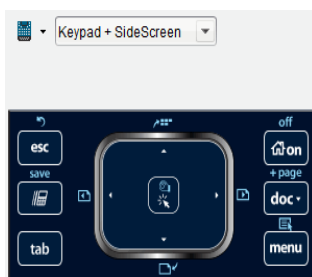 Keypad + SideScreen
off
esc
on
save
+ page
doc
tab
menu